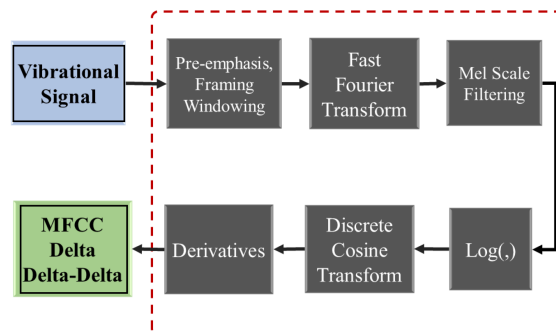 Vibrational
Signal
Pre-emphasis,
Framing
Windowing
Fast
Fourier
Transform
Mel Scale
Filtering
Log(,)
Discrete
Cosine
Transform
Derivatives
MFCC
Delta
Delta-Delta